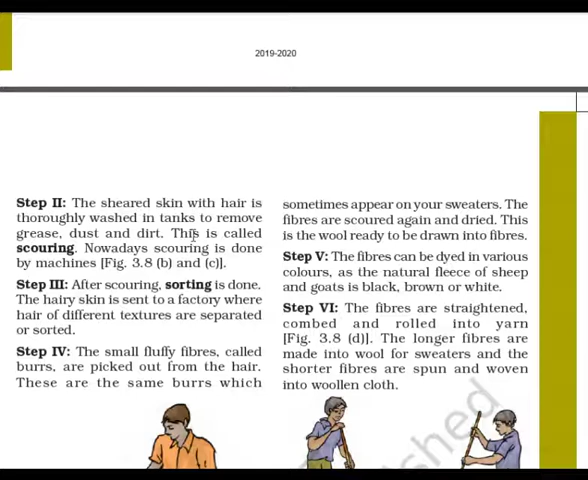 2019-2020
Step II: The sheared skin with hair is
thoroughly washed in tanks to remove
grease, dust and dirt. This is called
scouring. Nowadays scouring is done
by machines [Fig. 3.8 (b) and (c)].
Step III: After scouring, sorting is done.
The hairy skin is sent to a factory where
hair of different textures are separated
or sorted.
Step IV: The small fluffy fibres, called
burrs, are picked out from the hair.
These are the same burrs which
sometimes appear on your sweaters. The
fibres are scoured again and dried. This
is the wool ready to be drawn into fibres.
Step V: The fibres can be dyed in various
colours, as the natural fleece of sheep
and goats is black, brown or white.
Step VI: The fibres are straightened,
combed and rolled into yarn
[Fig. 3.8 (d)]. The longer fibres are
made into wool for sweaters and the
shorter fibres are spun and woven
into woollen cloth.